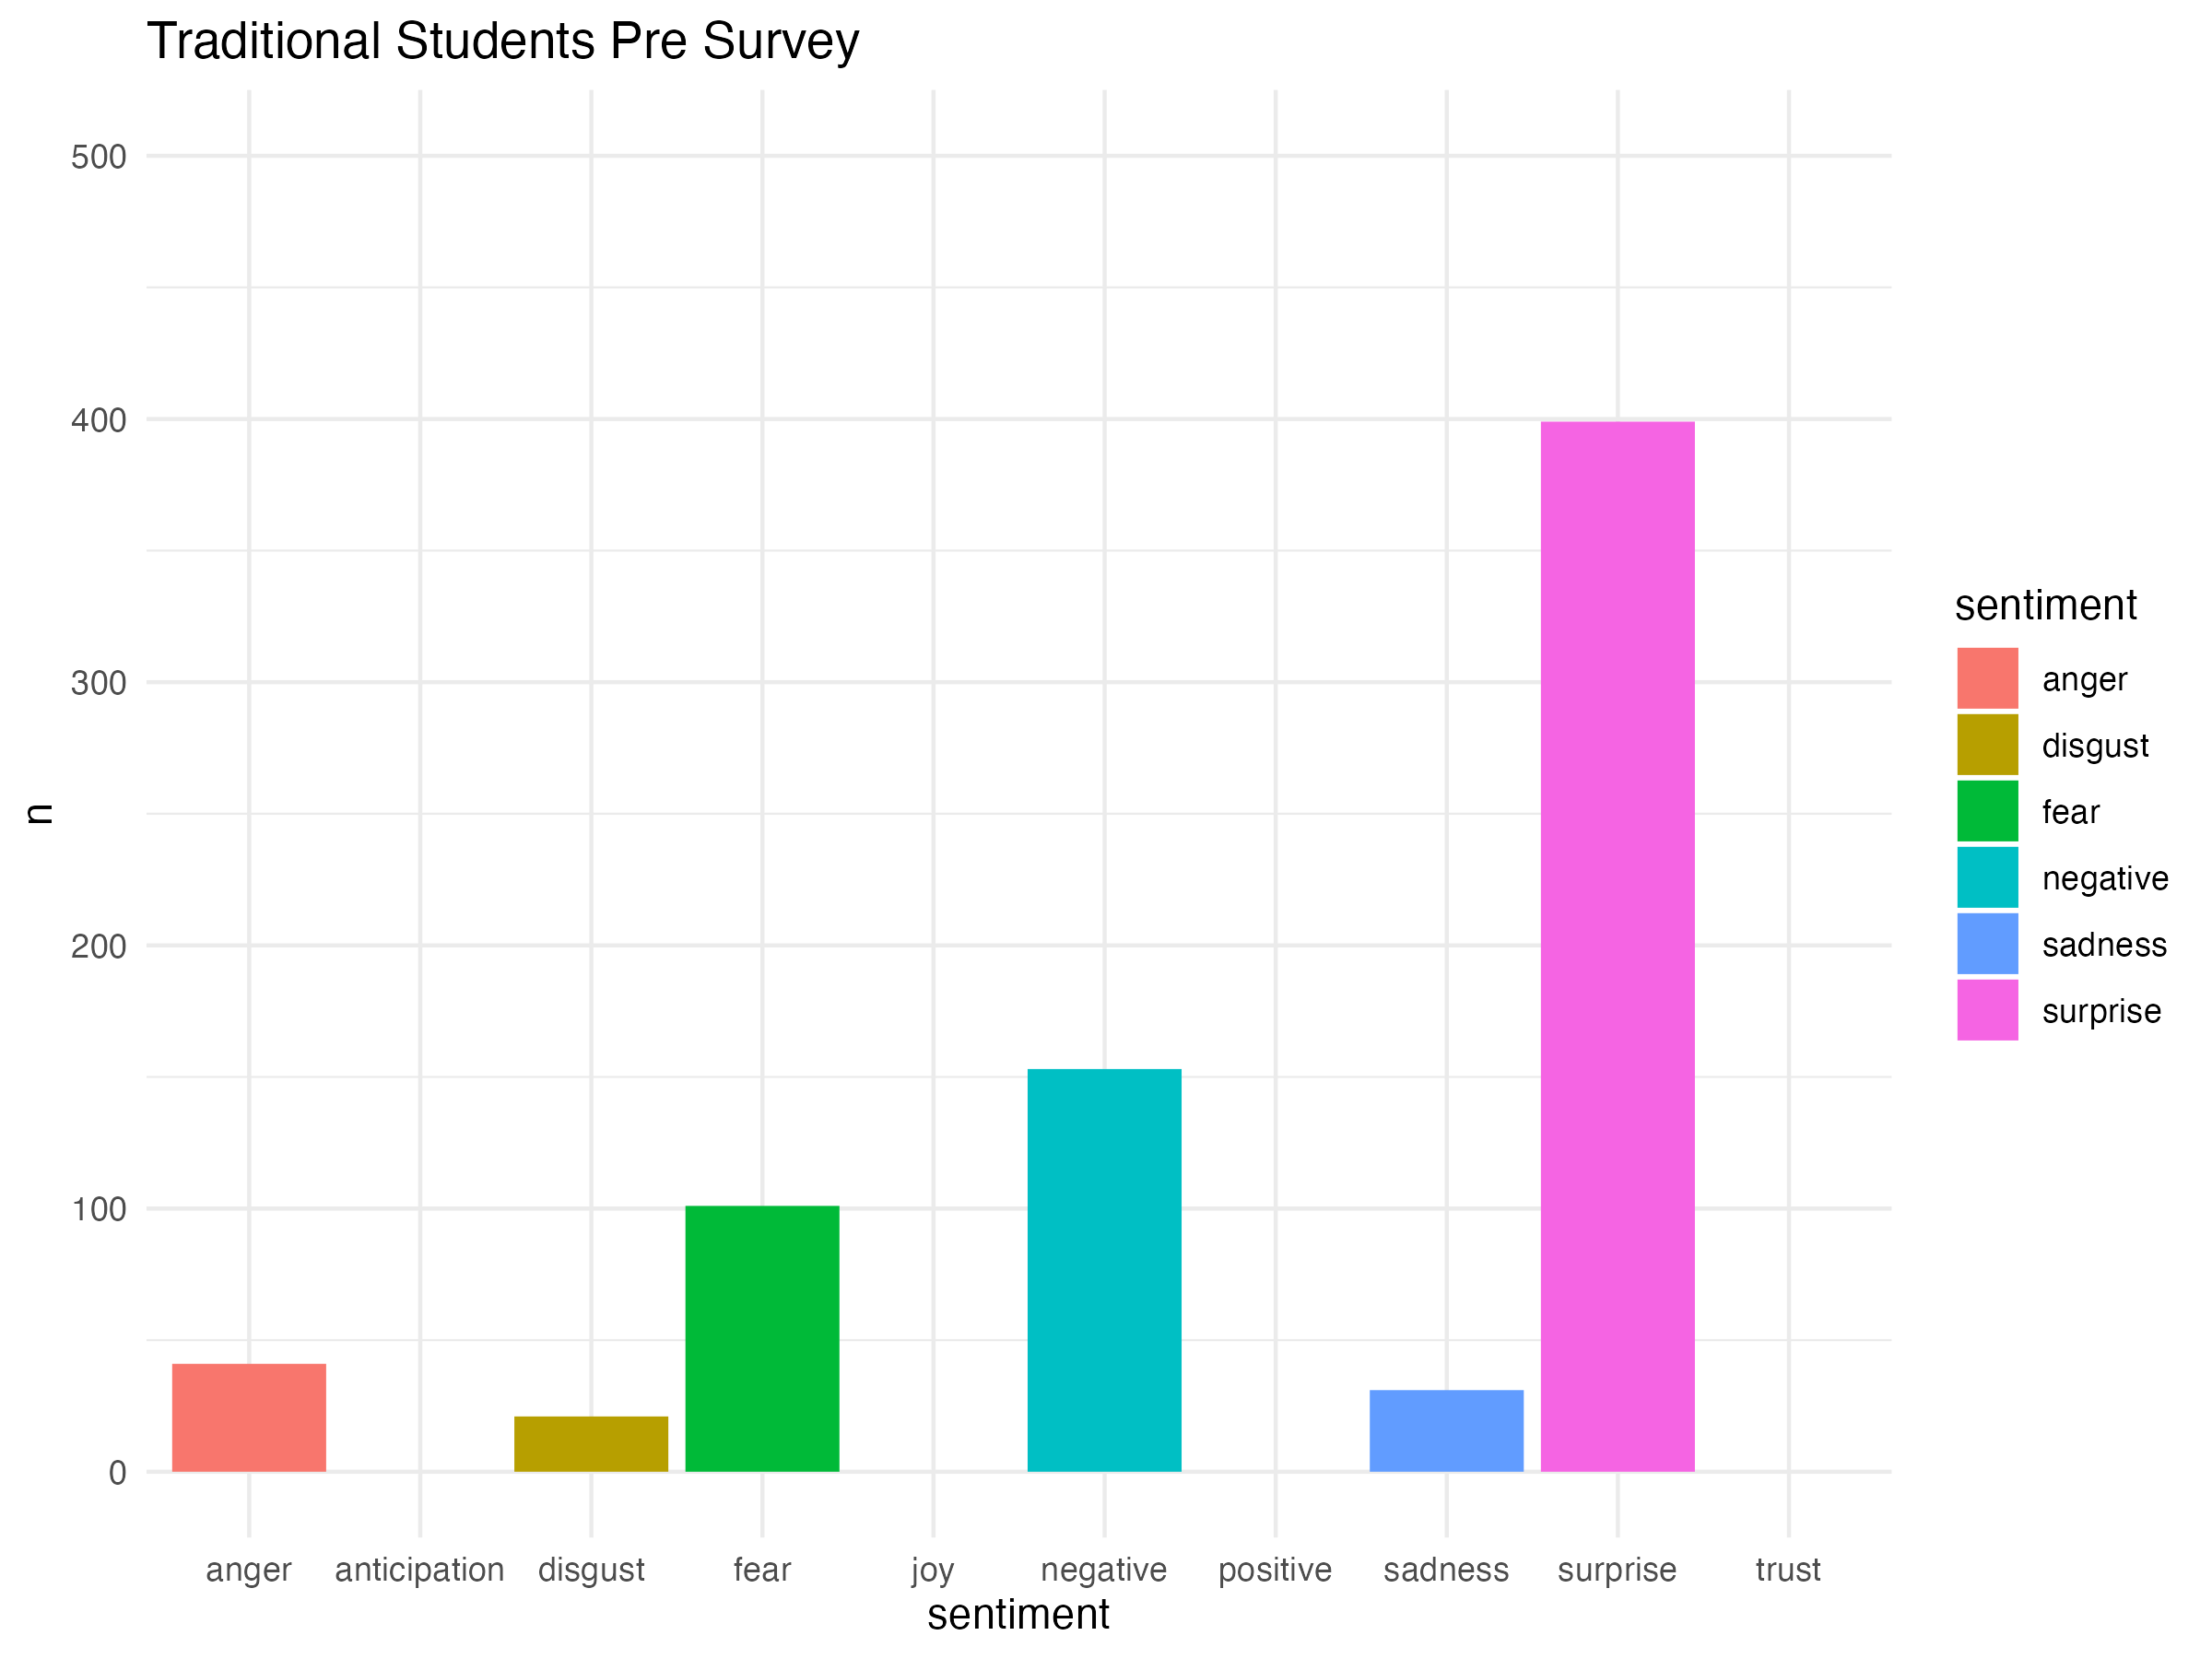 Traditional Students Pre Survey
500
400
300
200
100
0
n
anger anticipation disgust fear joy negative positive sadness surprise trust
sentiment
sentiment
anger
disgust
fear
negative
sadness
surprise